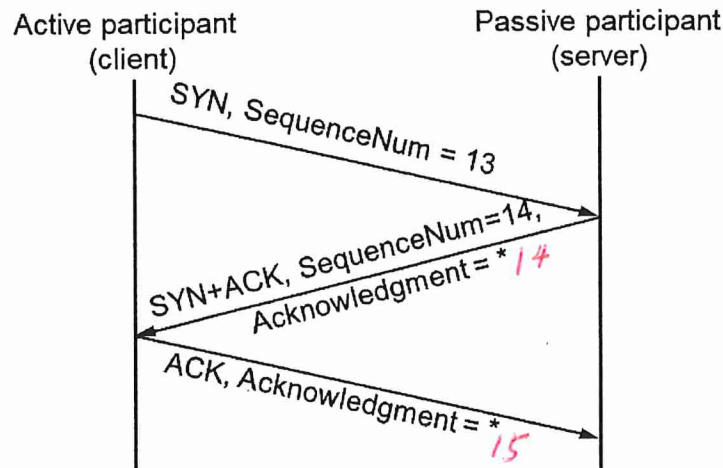 Active participant
(client)
Passive participant
(server)
SYN, SequenceNum = 13
SYN+ACK, SequenceNum=14,
Acknowledgment = * 14
ACK, Acknowledgment = *
15